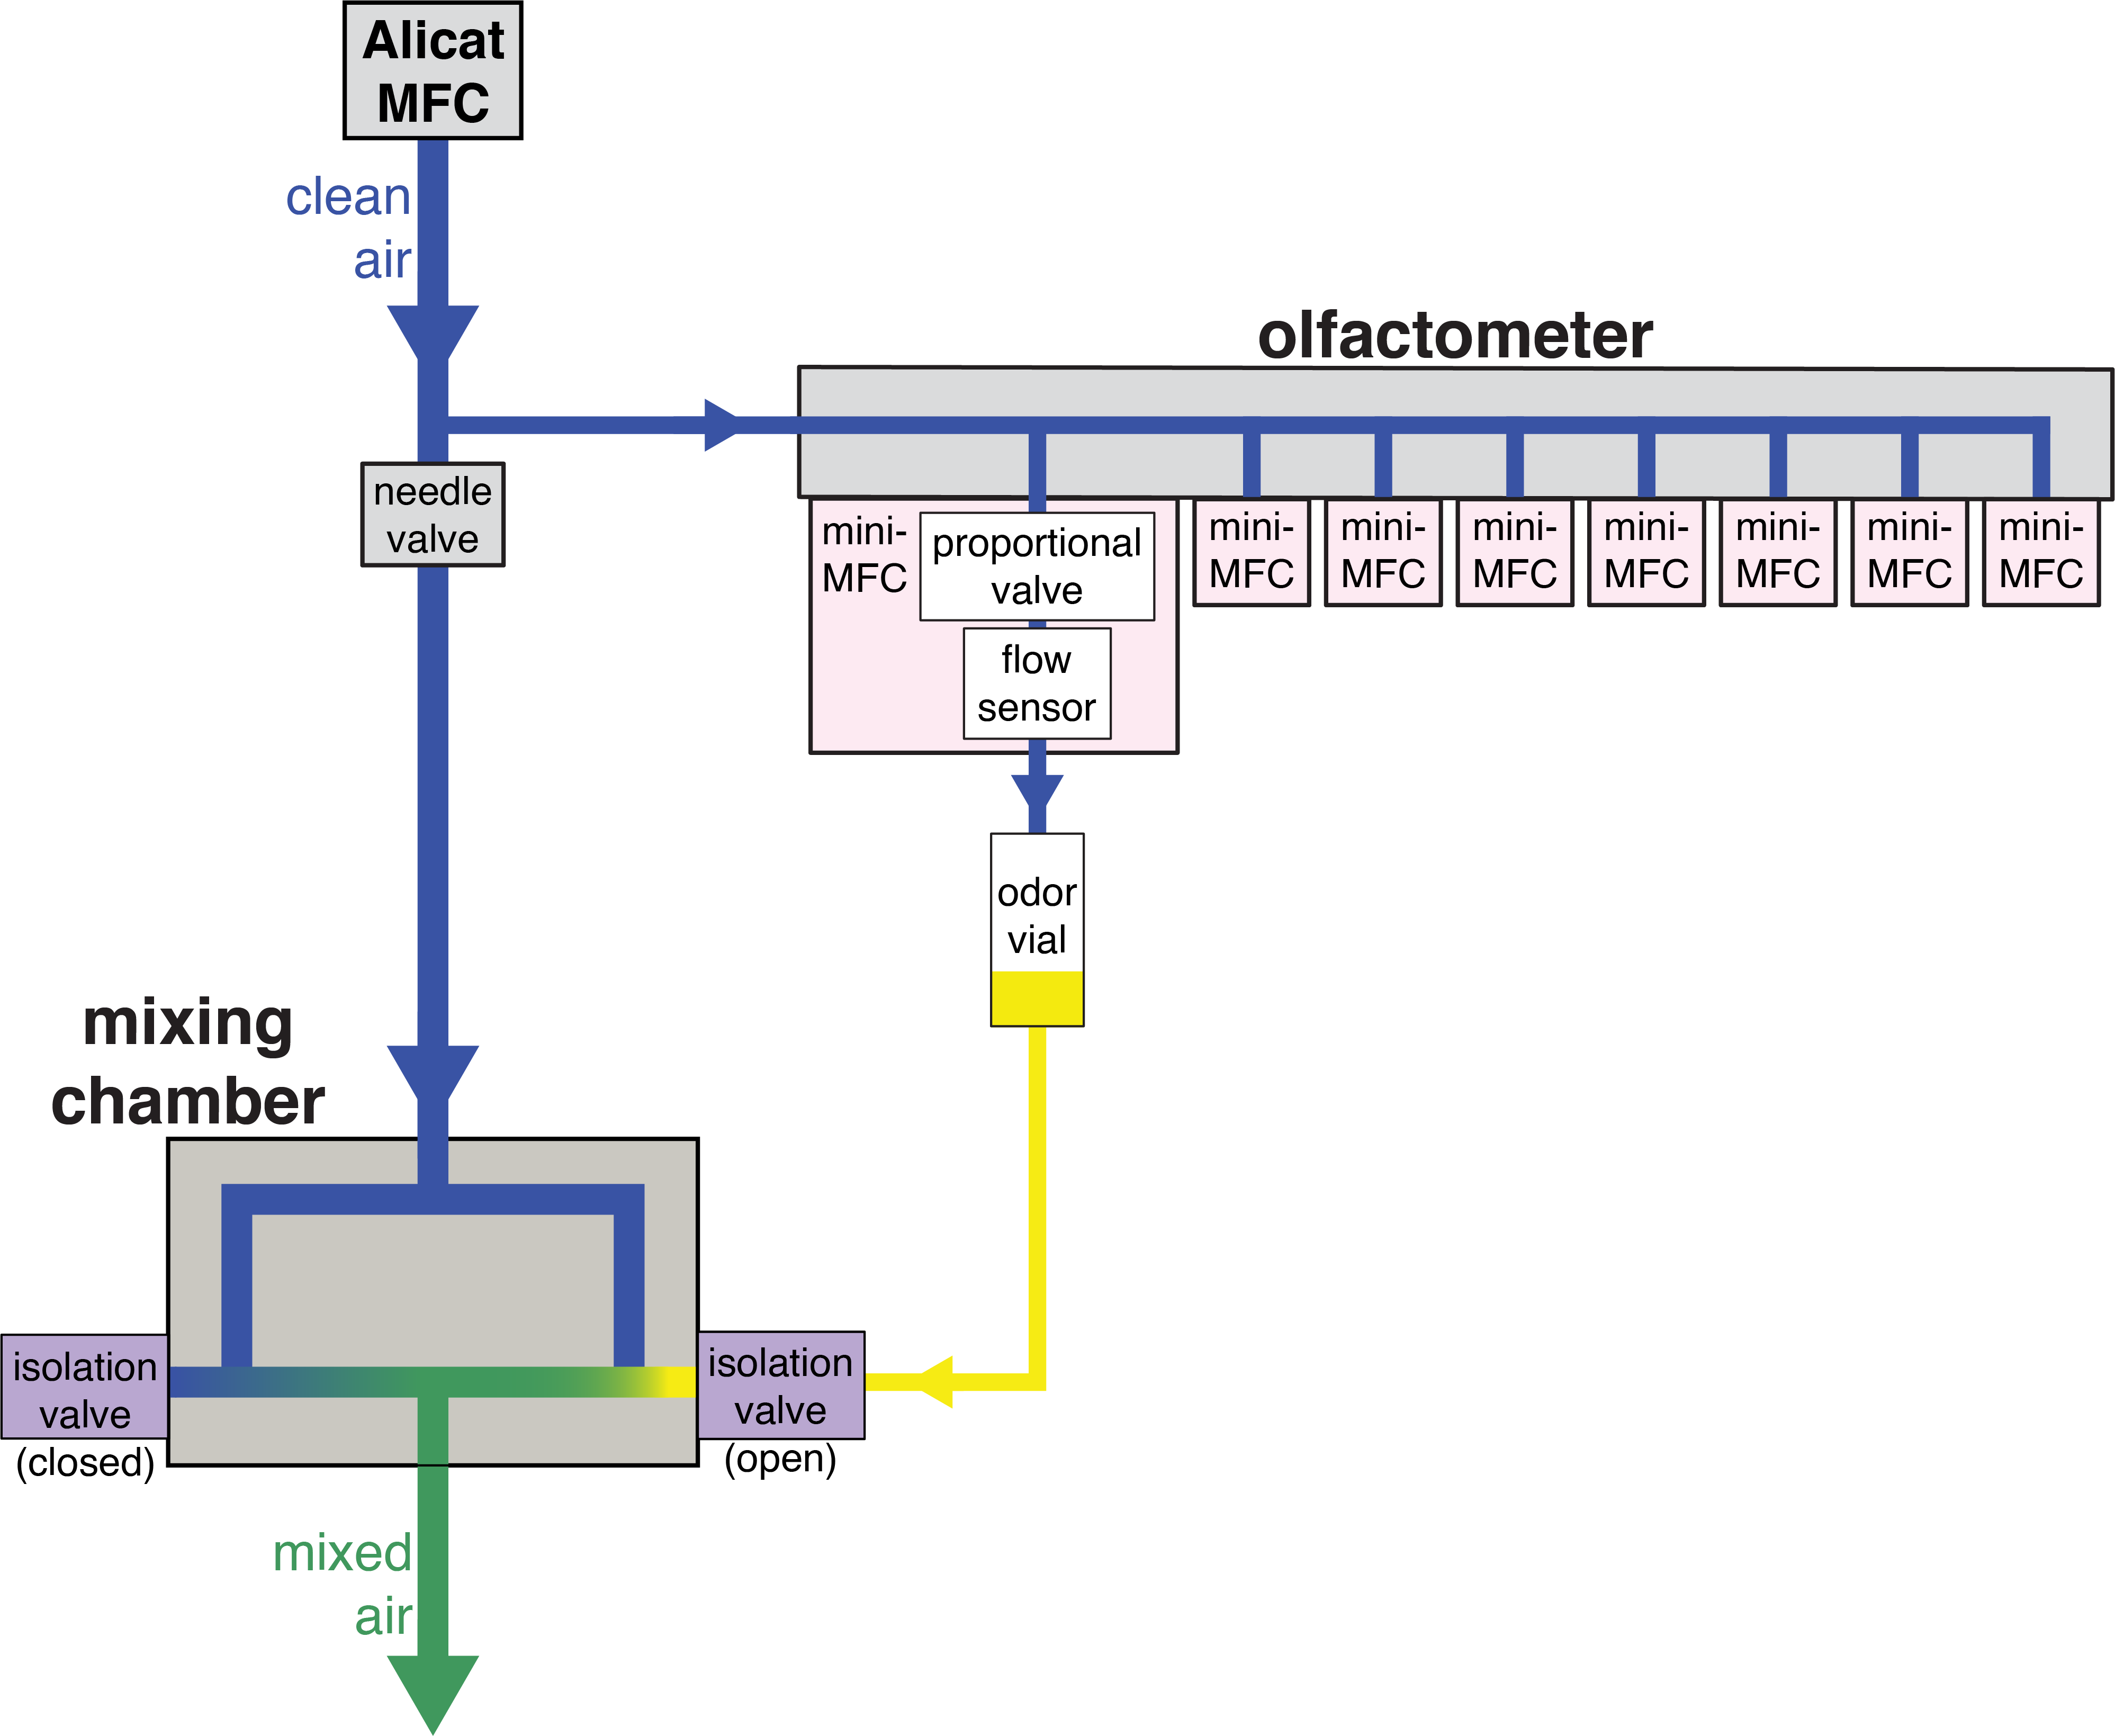 Alicat
MFC
clean
air
olfactometer
needle
valve
mini-
MFC
proportional
valve
flow
sensor
mini-
MFC
mini-
MFC
mini-
MFC
mini-
MFC
mini-
MFC
mini-
MFC
mini-
MFC
odor
vial
mixing
chamber
isolation
valve
(closed)
isolation
valve
(open)
mixed
air